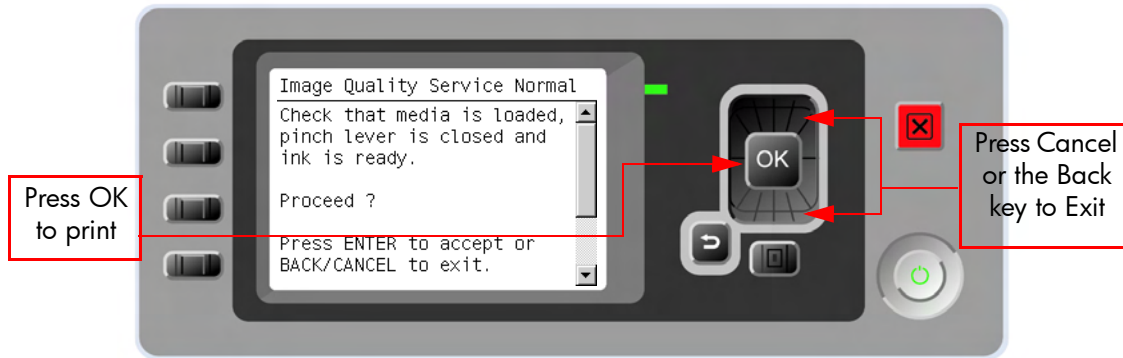 Image Quality Service Normal
Check that media is loaded,
pinch lever is closed and
ink is ready.
Proceed ?
Press ENTER to accept or
BACK/CANCEL to exit.
OK
Press OK
to print
Press Cancel
or the Back
key to Exit